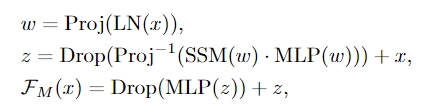 w = Proj(LN(x)),
z = Drop(Proj⁻¹(SSM(w) · MLP(w))) + x,
ℱ_M(x) = Drop(MLP(z)) + z,